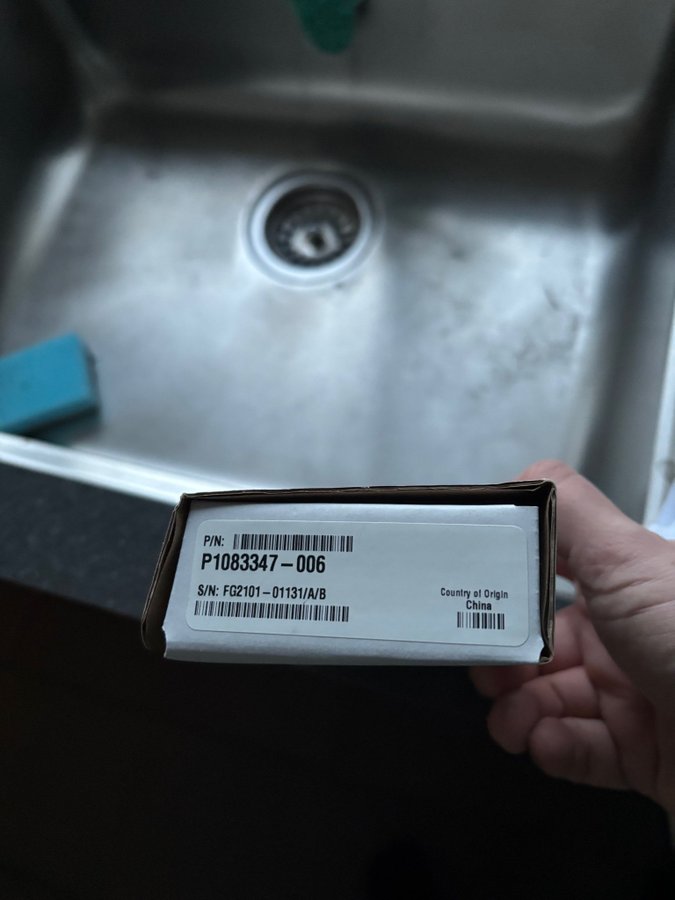 P/N:
P1083347-006
S/N: FG2101-01131/A/B
Country of Origin
China